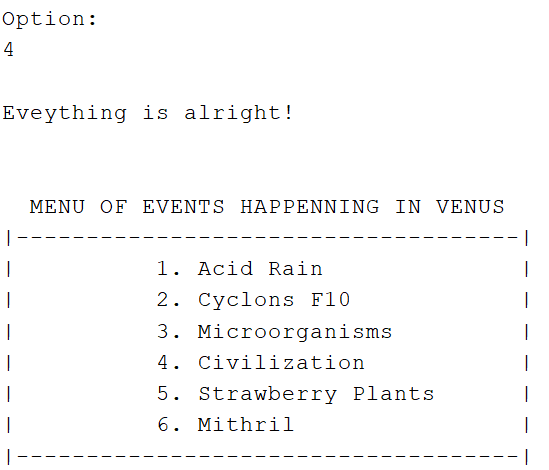 Option:
4
Eveything is alright!
MENU OF EVENTS HAPPENNING IN VENUS
|------------------------------------|
| 1. Acid Rain |
| 2. Cyclons F10 |
| 3. Microorganisms |
| 4. Civilization |
| 5. Strawberry Plants |
| 6. Mithril |
|------------------------------------|